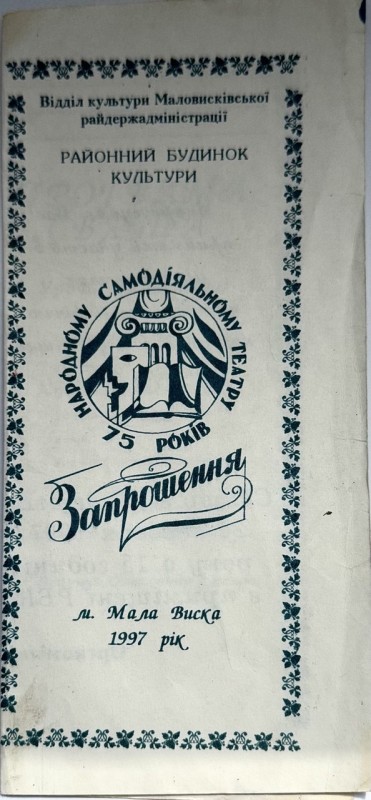 Відділ культури Маловисківської
райдержадміністрації
РАЙОННИЙ БУДИНОК
КУЛЬТУРИ
НАРОДНОМУ САМОДІЯЛЬНОМУ ТЕАТРУ
75 РОКІВ
Запрошення
м. Мала Виска
1997 рік